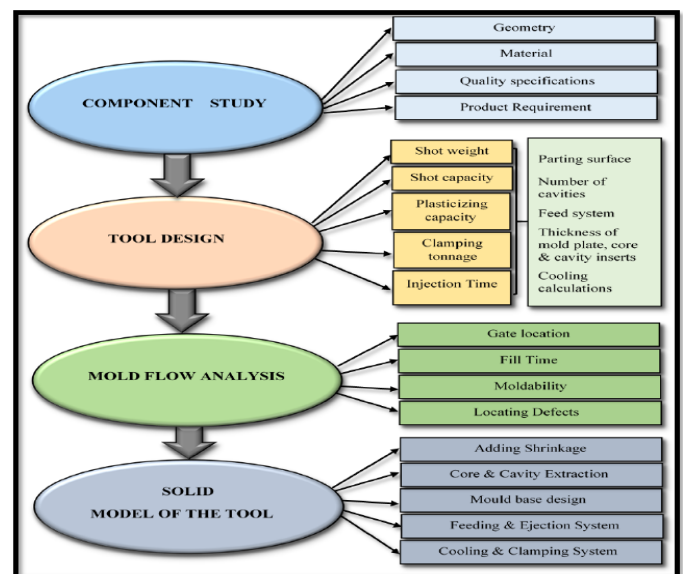 COMPONENT STUDY
Geometry
Material
Quality specifications
Product Requirement
TOOL DESIGN
Shot weight
Shot capacity
Plasticizing
capacity
Clamping
tonnage
Injection Time
Parting surface
Number of
cavities
Feed system
Thickness of
mold plate, core
& cavity inserts
Cooling
calculations
MOLD FLOW ANALYSIS
Gate location
Fill Time
Moldability
Locating Defects
SOLID
MODEL OF THE TOOL
Adding Shrinkage
Core & Cavity Extraction
Mould base design
Feeding & Ejection System
Cooling & Clamping System